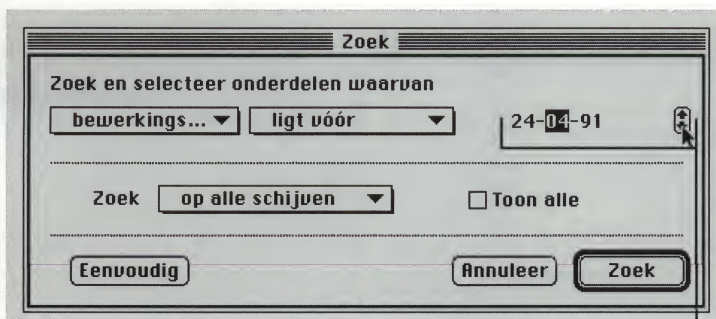 Zoek
Zoek en selecteer onderdelen waarvan
bewerkings... ligt vóór 24-04-91
Zoek op alle schijven Toon alle
Eenvoudig Annuleer Zoek